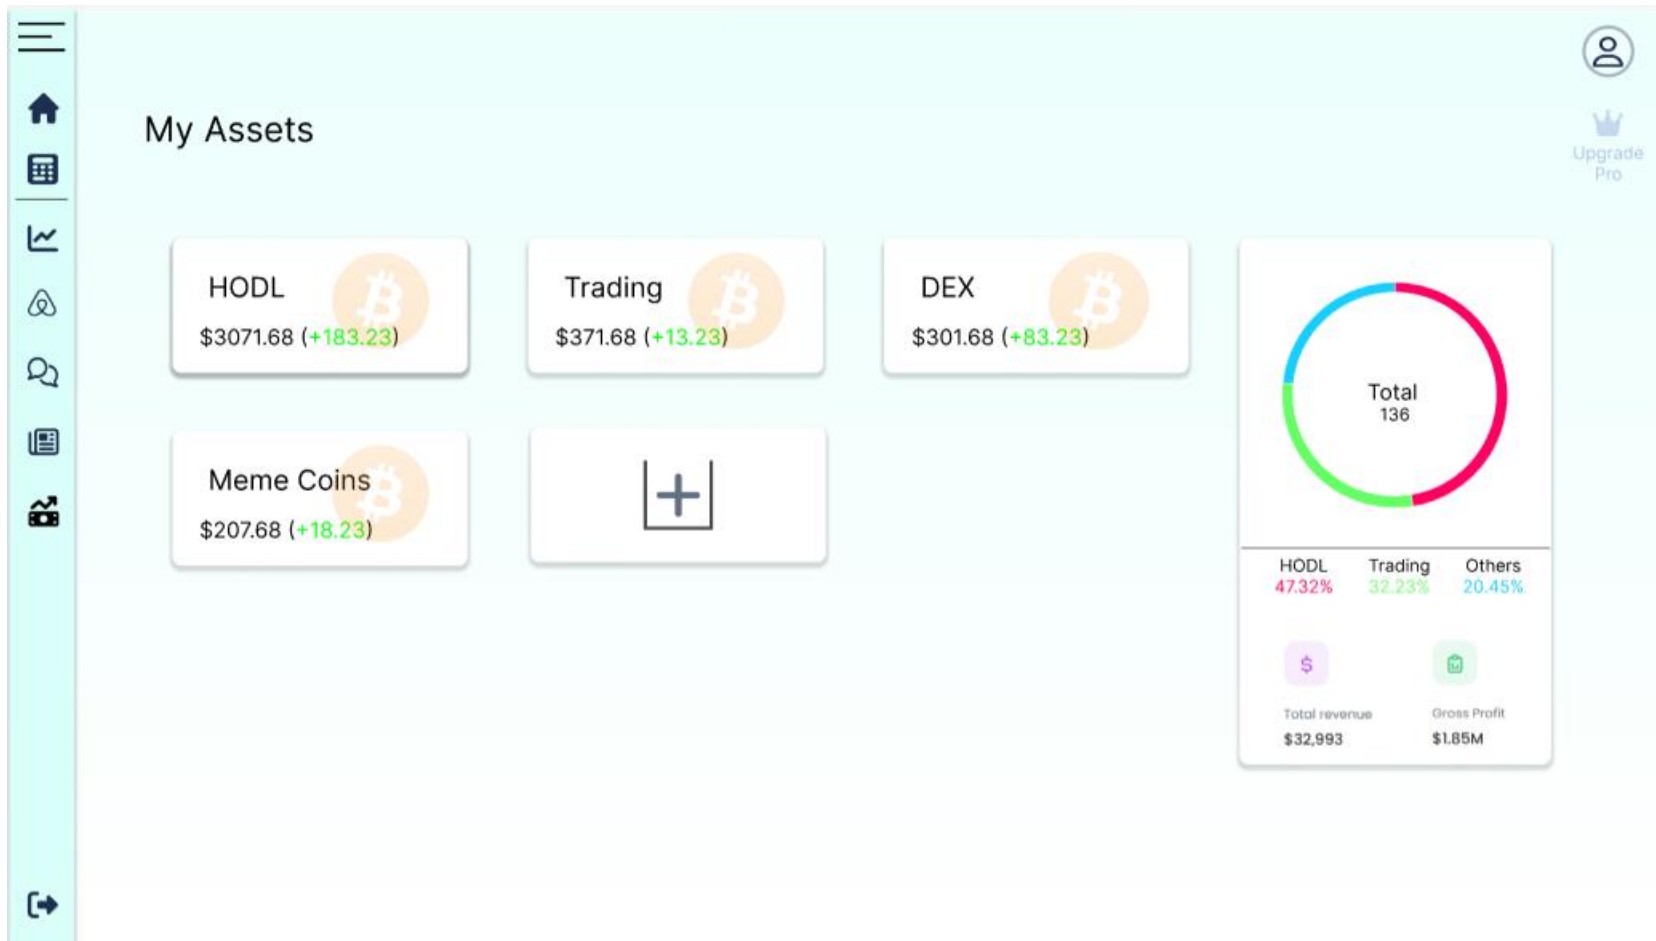 My Assets
Upgrade
Pro
HODL
$3071.68 (+183.23)
Trading
$371.68 (+13.23)
DEX
$301.68 (+83.23)
Meme Coins
$207.68 (+18.23)
Total
136
HODL Trading Others
47.32% 32.23% 20.45%
Total revenue Gross Profit
$32,993 $1.85M